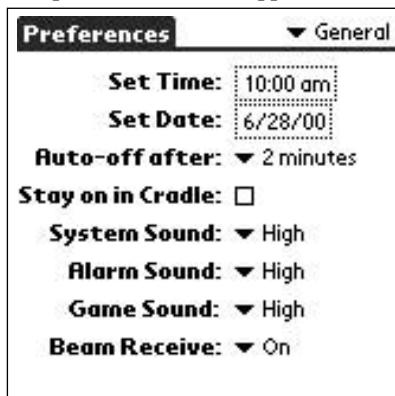 Preferences ▼ General
Set Time: 10:00 am
Set Date: 6/28/00
Auto-off after: ▼ 2 minutes
Stay on in Cradle: ☐
System Sound: ▼ High
Alarm Sound: ▼ High
Game Sound: ▼ High
Beam Receive: ▼ On